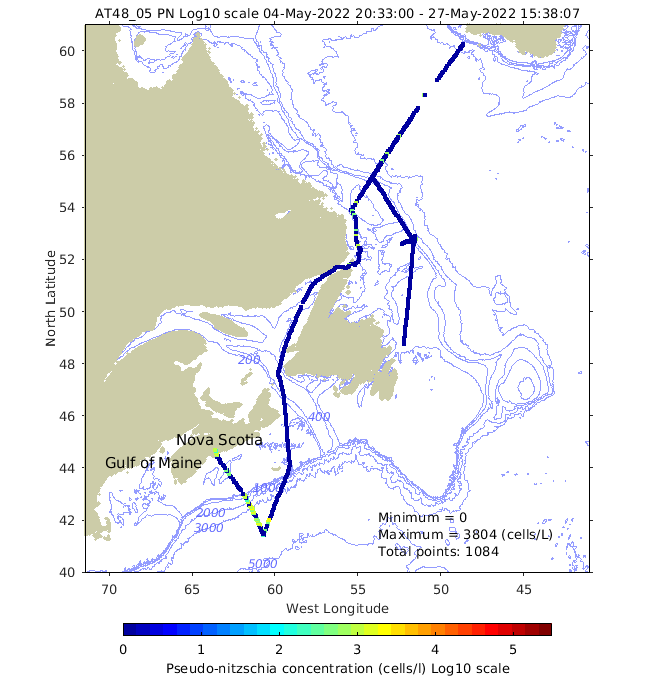 AT48_05 PN Log10 scale 04-May-2022 20:33:00 - 27-May-2022 15:38:07
60
58
56
54
52
50
48
46
44
42
40
North Latitude
200
400
Nova Scotia
Gulf of Maine
1000
2000
3000
5000
Minimum = 0
Maximum = 3804 (cells/L)
Total points: 1084
70 65 60 55 50 45
West Longitude
0 1 2 3 4 5
Pseudo-nitzschia concentration (cells/l) Log10 scale